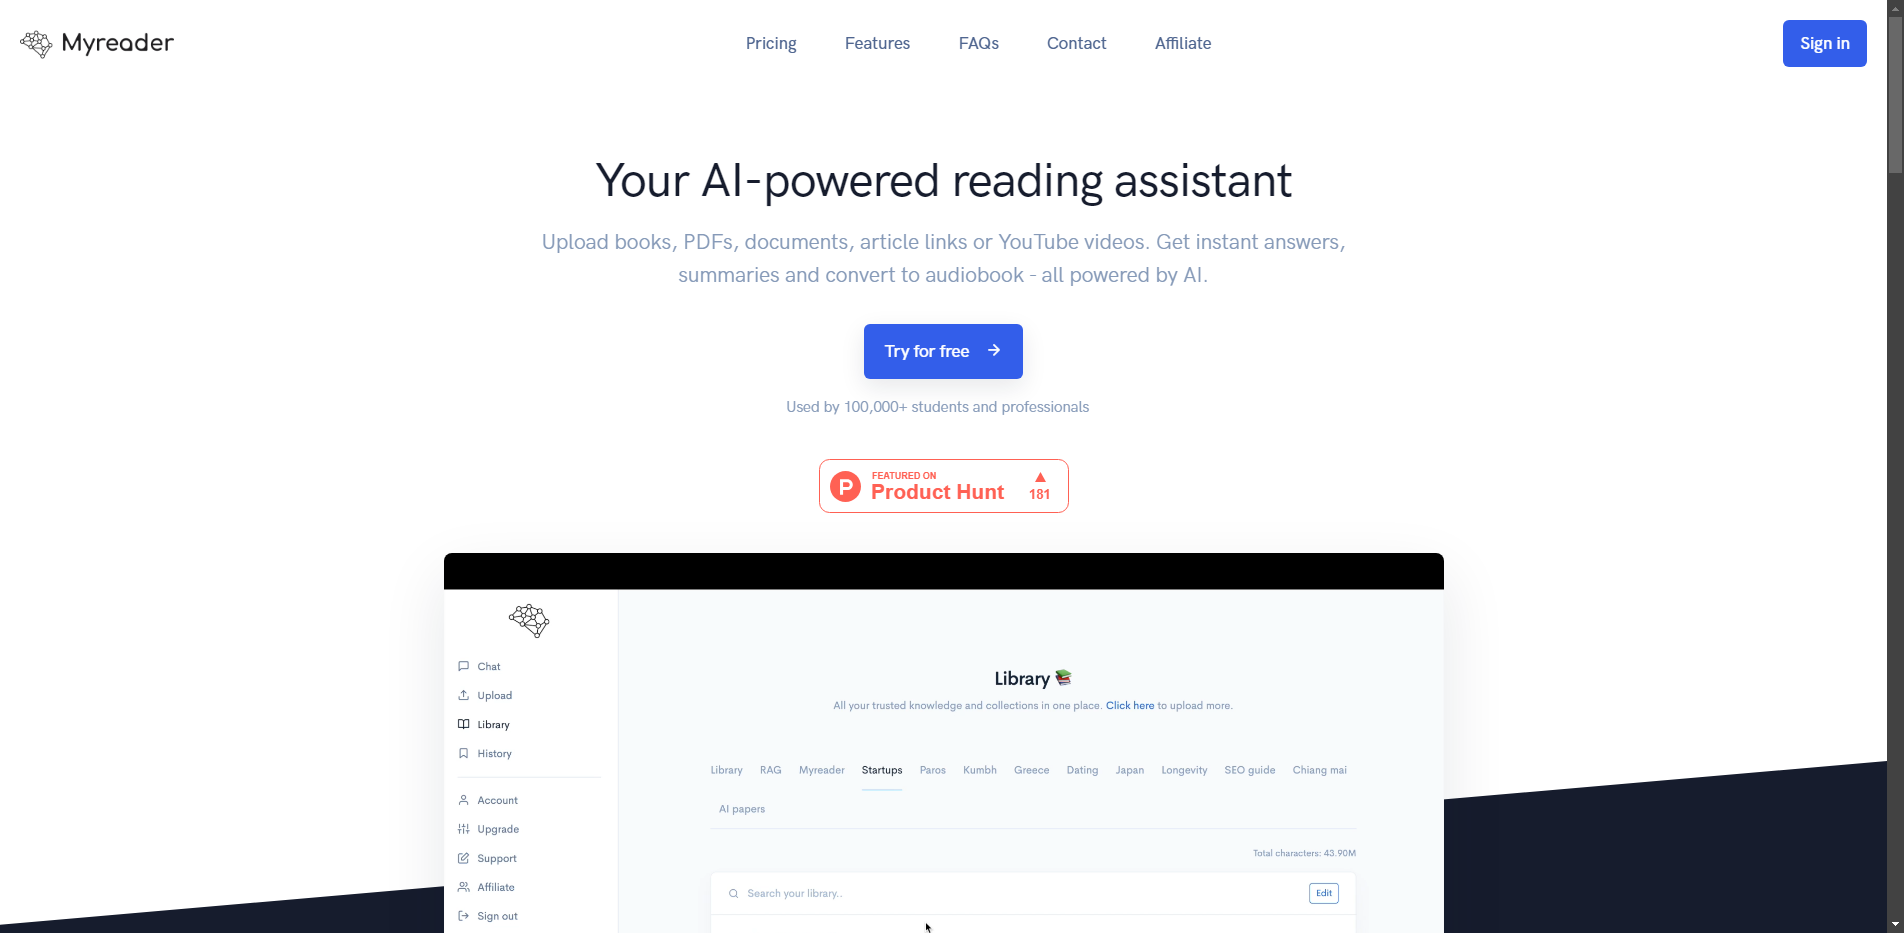 Myreader
Pricing
Features
FAQs
Contact
Affiliate
Sign in
Your AI-powered reading assistant
Upload books, PDFs, documents, article links or YouTube videos. Get instant answers,
summaries and convert to audiobook - all powered by AI.
Try for free
Used by 100,000+ students and professionals
P
FEATURED ON
Product Hunt
181
Chat
Upload
Library
History
Account
Upgrade
Support
Affiliate
Sign out
Library
All your trusted knowledge and collections in one place. Click here to upload more.
Library RAG Myreader Startups Paros Kumbh Greece Dating Japan Longevity SEO guide Chiang mai
AI papers
Total characters: 43.90M
Search your library..
Edit